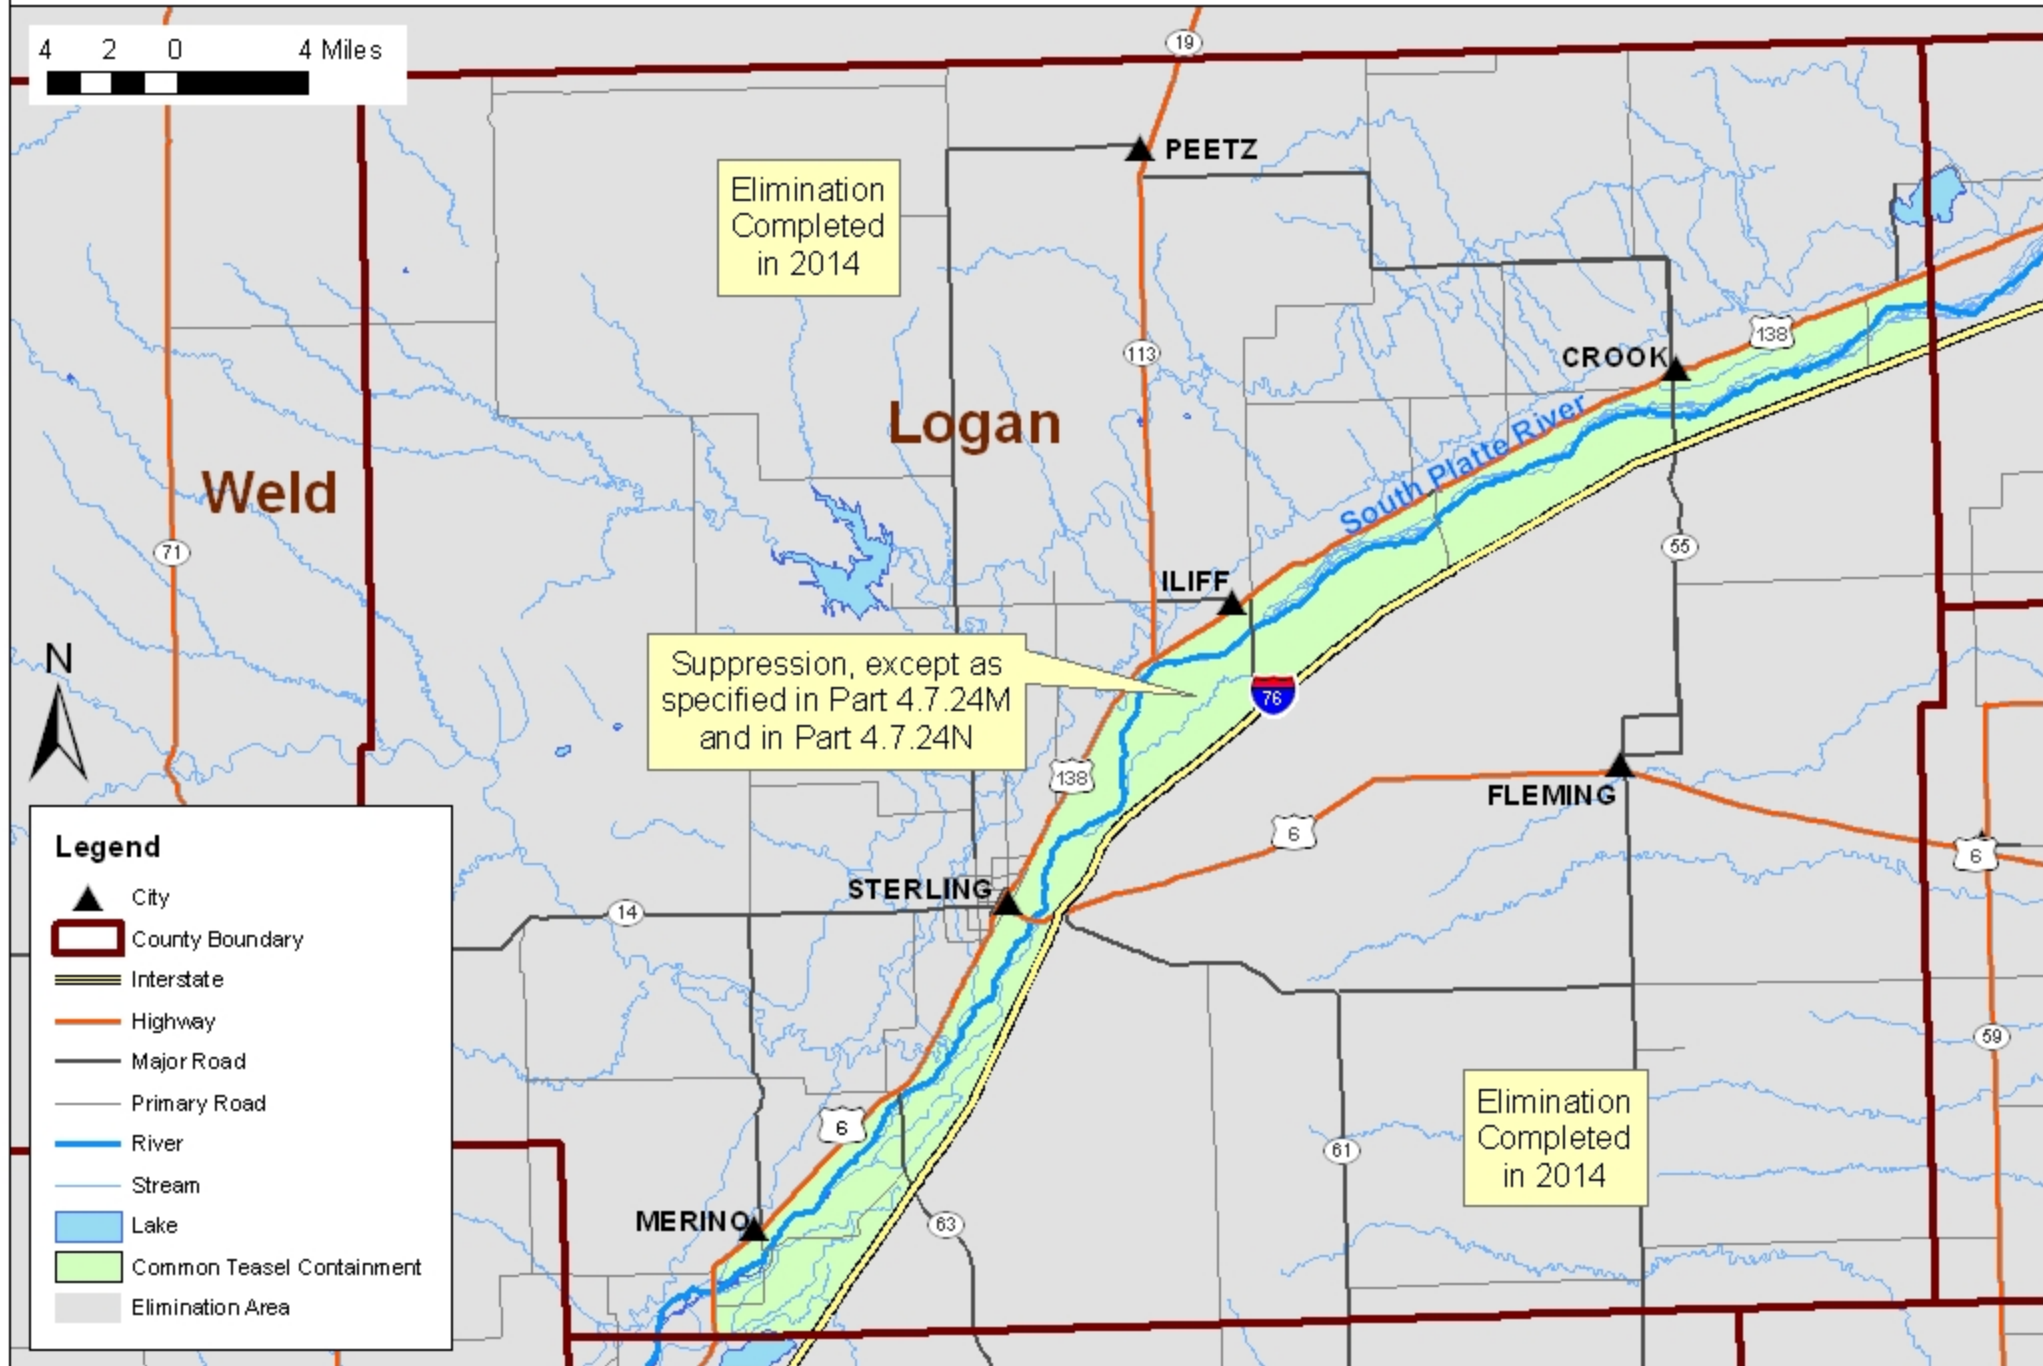 4 2 0 4 Miles
19
PEETZ
Elimination
Completed
in 2014
138
113
CROOK
Logan
South Platte River
Weld
71
55
ILIFF
Suppression, except as
specified in Part 4.7.24M
and in Part 4.7.24N
76
N
138
FLEMING
6
6
Legend
STERLING
City
14
County Boundary
Interstate
Highway
59
Major Road
Elimination
Completed
in 2014
Primary Road
6
River
61
Stream
MERINO
63
Lake
Common Teasel Containment
Elimination Area